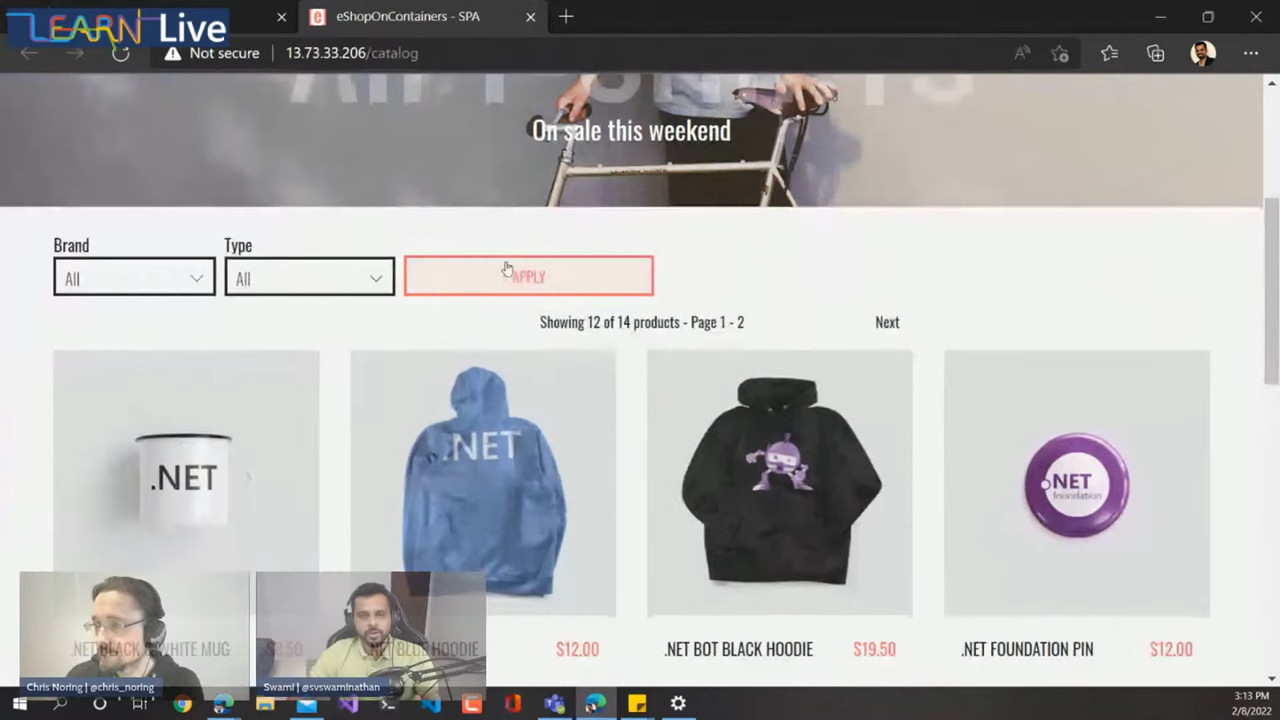 LEARN Live
eShopOnContainers - SPA
Not secure
13.73.33.206/catalog
On sale this weekend
Brand
Type
All
All
APPLY
Showing 12 of 14 products - Page 1 - 2
Next
.NET
.NET
.NET
foundation
.NET BLACK & WHITE MUG
.NET BLUE HOODIE
$12.00
.NET BOT BLACK HOODIE
$19.50
.NET FOUNDATION PIN
$12.00
Chris Noring | @chris_noring
Swami | @svswaminathan
3:13 PM
2/8/2022